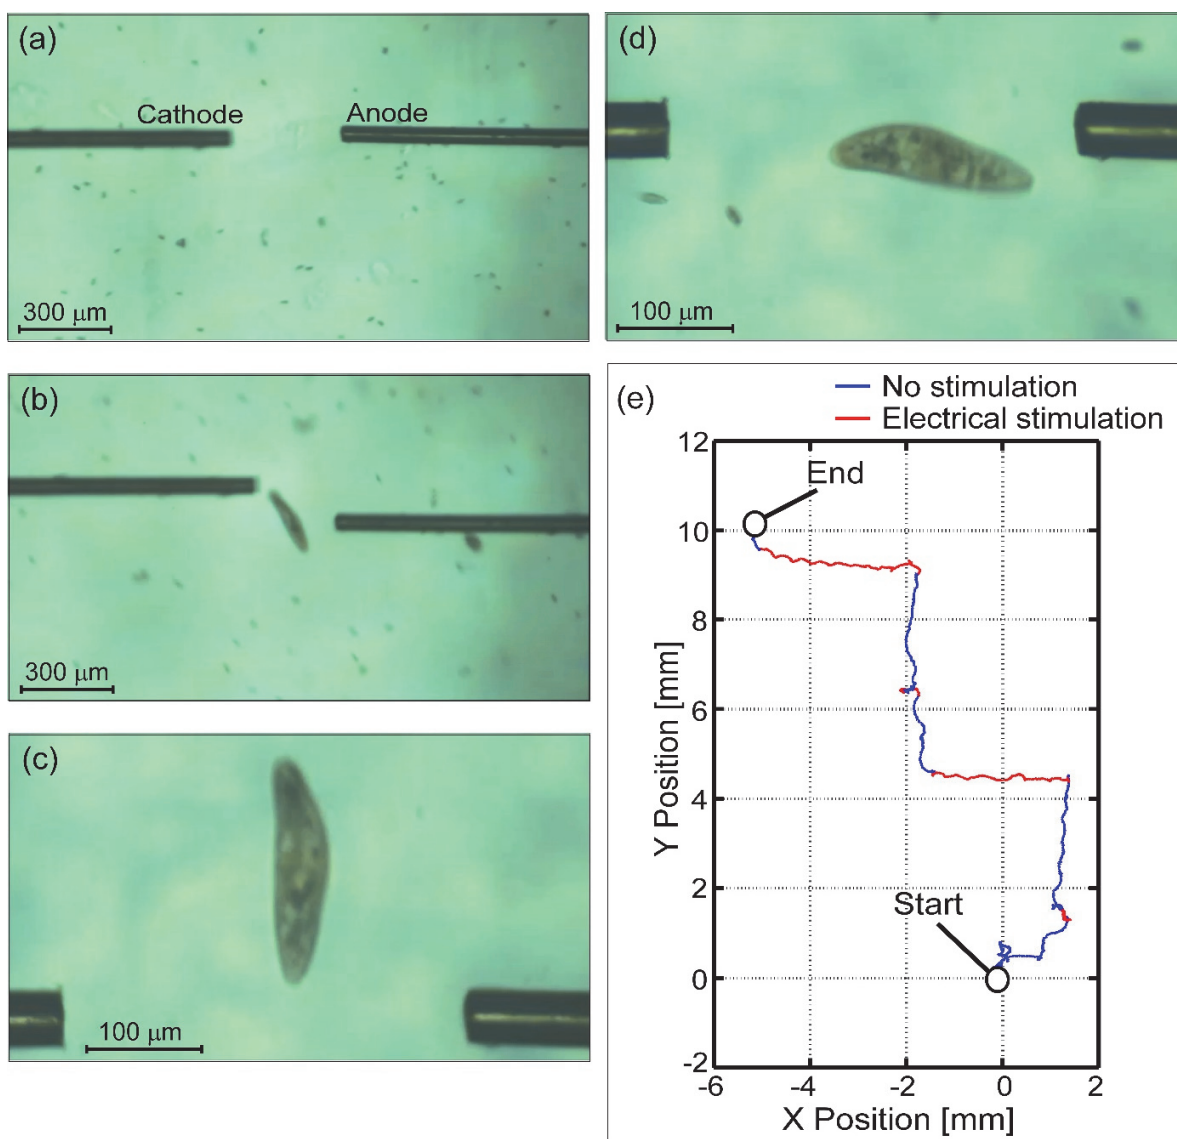 (a)
Cathode
Anode
300 μm
(b)
300 μm
(c)
100 μm
(d)
100 μm
(e)
No stimulation
Electrical stimulation
12
End
10
8
6
4
2
Start
0
-2
-6
-4
-2
0
2
Y Position [mm]
X Position [mm]